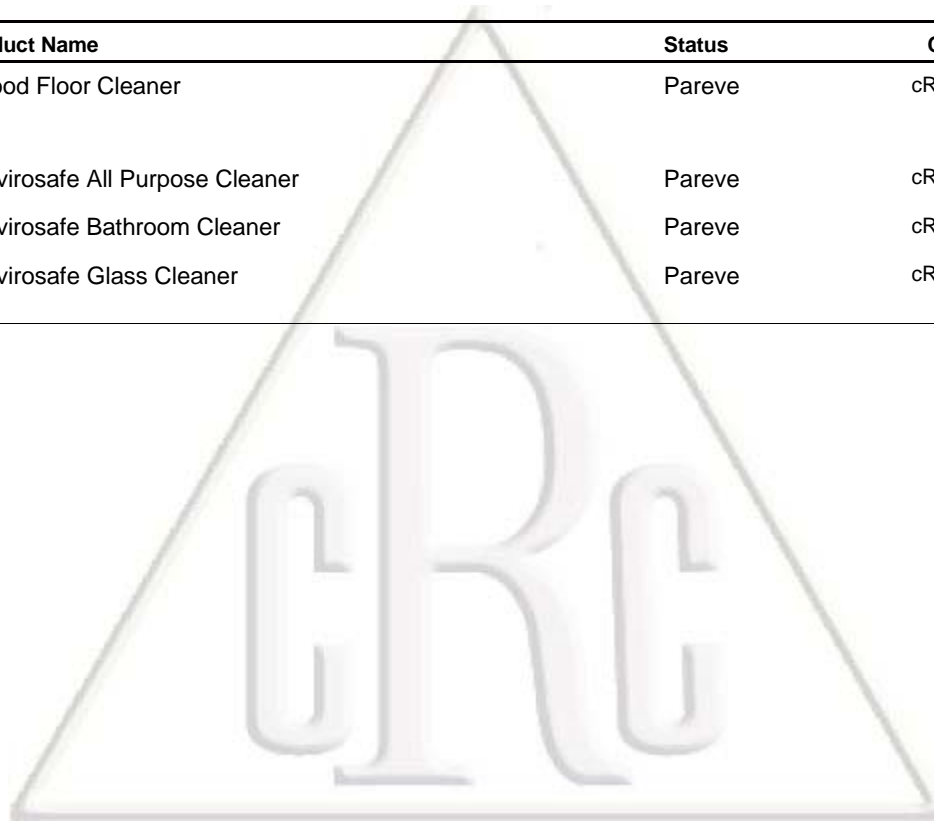 duct Name Status
ood Floor Cleaner Pareve cR
virosafe All Purpose Cleaner Pareve cR
virosafe Bathroom Cleaner Pareve cR
virosafe Glass Cleaner Pareve cR
cRc